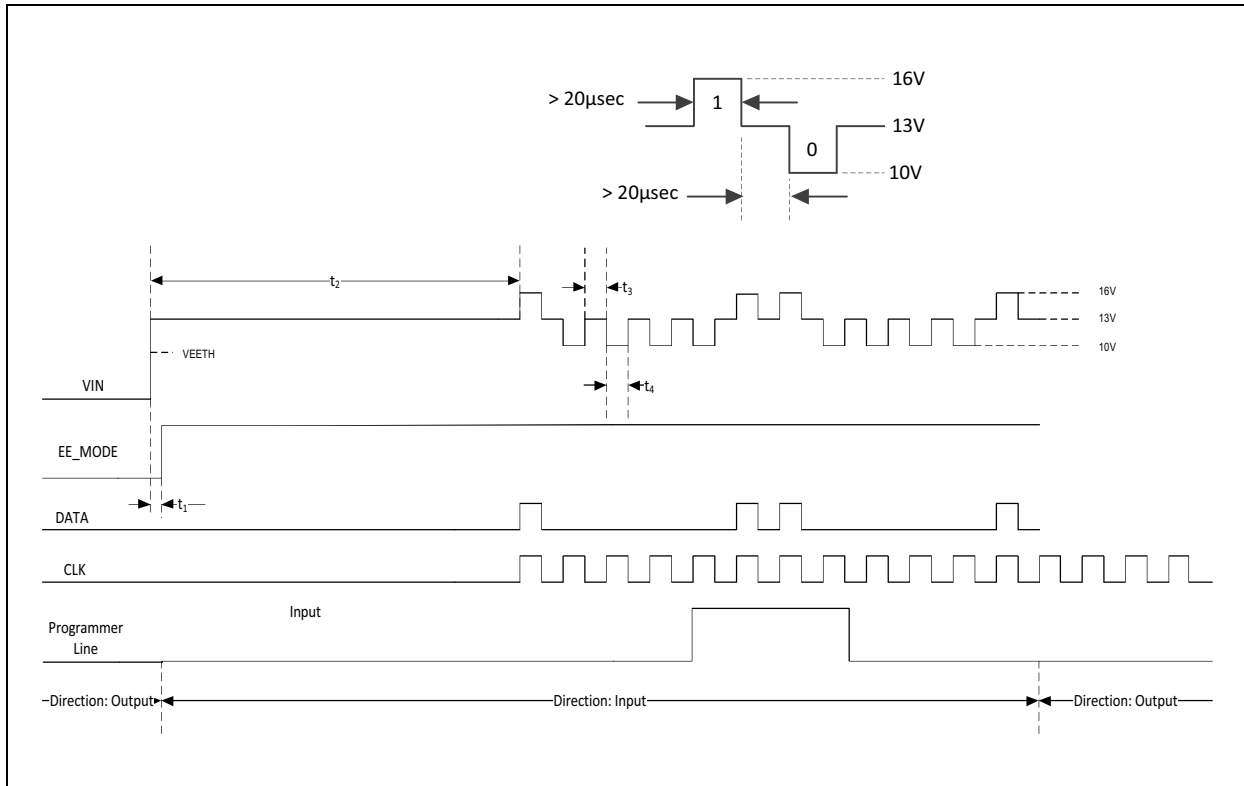 16V
> 20µsec
1
13V
0
10V
> 20µsec
t2
t3
16V
13V
10V
VEETH
t4
VIN
EE_MODE
t1
DATA
CLK
Input
Programmer
Line
Direction: Output
Direction: Input
Direction: Output